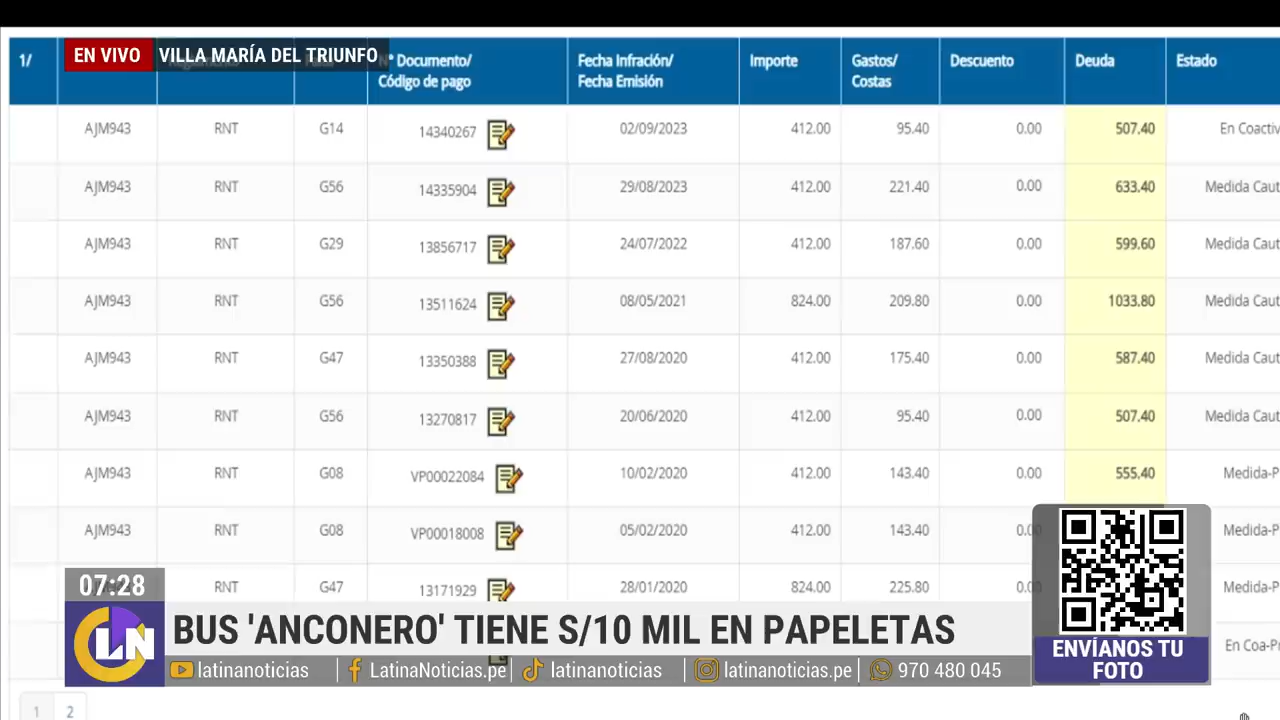 EN VIVO VILLA MARÍA DEL TRIUNFO
1/ N° Documento/ Código de pago Fecha Infración/ Fecha Emisión Importe Gastos/ Costas Descuento Deuda Estado
AJM943 RNT G14 14340267 02/09/2023 412.00 95.40 0.00 507.40 En Coactiv
AJM943 RNT G56 14335904 29/08/2023 412.00 221.40 0.00 633.40 Medida Caut
AJM943 RNT G29 13856717 24/07/2022 412.00 187.60 0.00 599.60 Medida Caut
AJM943 RNT G56 13511624 08/05/2021 824.00 209.80 0.00 1033.80 Medida Caut
AJM943 RNT G47 13350388 27/08/2020 412.00 175.40 0.00 587.40 Medida Caut
AJM943 RNT G56 13270817 20/06/2020 412.00 95.40 0.00 507.40 Medida Caut
AJM943 RNT G08 VP00022084 10/02/2020 412.00 143.40 0.00 555.40 Medida-P
AJM943 RNT G08 VP00018008 05/02/2020 412.00 143.40 0.00 Medida-P
RNT G47 13171929 28/01/2020 824.00 225.80 0.00 Medida-P
En Coa-P
07:28
LN
BUS 'ANCONERO' TIENE S/10 MIL EN PAPELETAS
latinanoticias LatinaNoticias.pe latinanoticias latinanoticias.pe 970 480 045
ENVÍANOS TU
FOTO
1 2